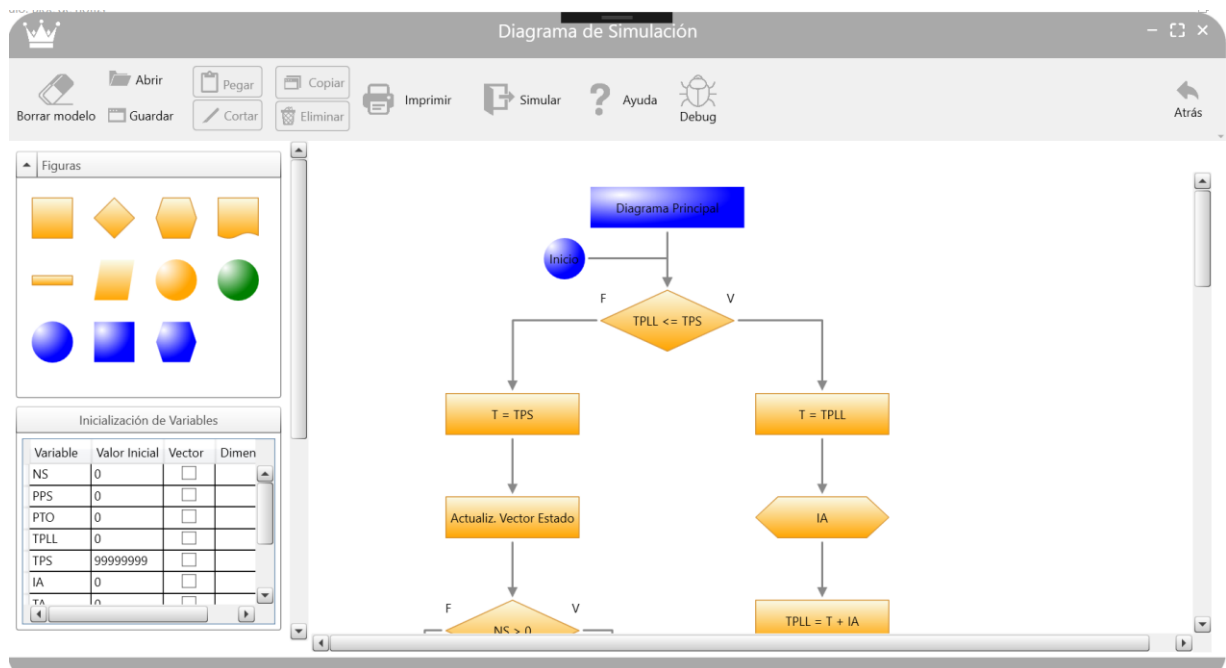 Diagrama de Simulación
Borrar modelo
Abrir
Guardar
Pegar
Cortar
Copiar
Eliminar
Imprimir
Simular
?
Ayuda
Debug
Atrás
Figuras
Inicialización de Variables
Variable Valor Inicial Vector Dimen
NS 0
PPS 0
PTO 0
TPLL 0
TPS 99999999
IA 0
TA 0
Diagrama Principal
Inicio
F V
TPLL <= TPS
T = TPS
T = TPLL
Actualiz. Vector Estado
IA
F V
NS > 0
TPLL = T + IA